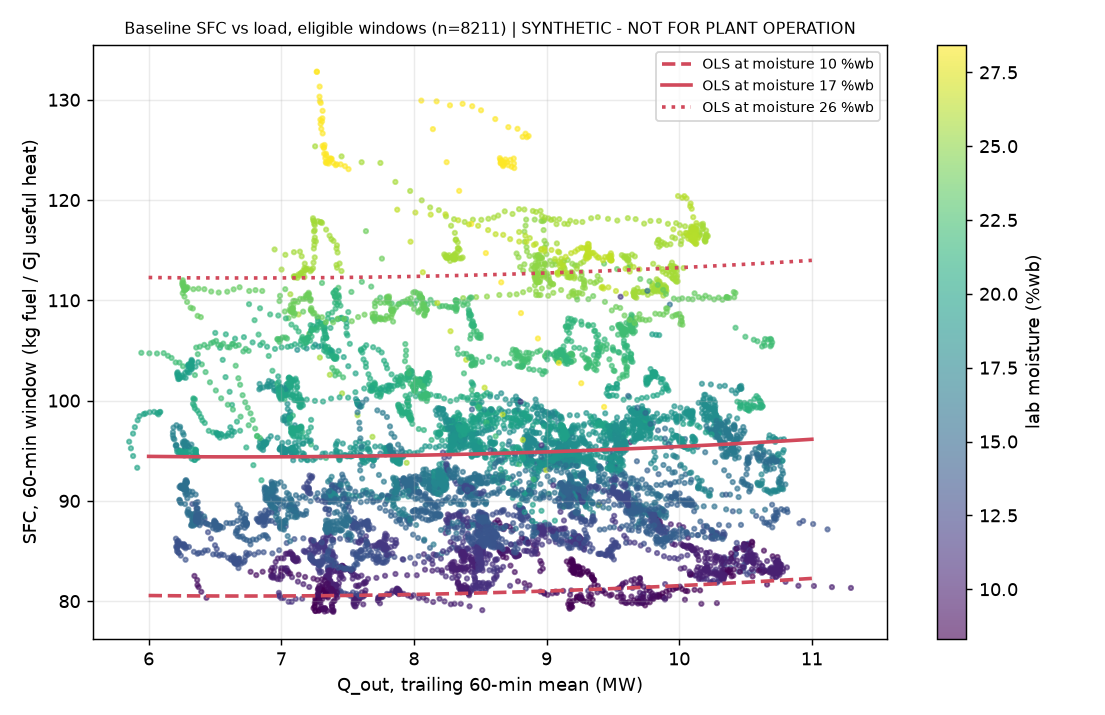 Baseline SFC vs load, eligible windows (n=8211) | SYNTHETIC - NOT FOR PLANT OPERATION
SFC, 60-min window (kg fuel / GJ useful heat)
130
120
110
100
90
80
OLS at moisture 10 %wb
OLS at moisture 17 %wb
OLS at moisture 26 %wb
6
7
8
9
10
11
Q_out, trailing 60-min mean (MW)
27.5
25.0
22.5
20.0
17.5
15.0
12.5
10.0
lab moisture (%wb)